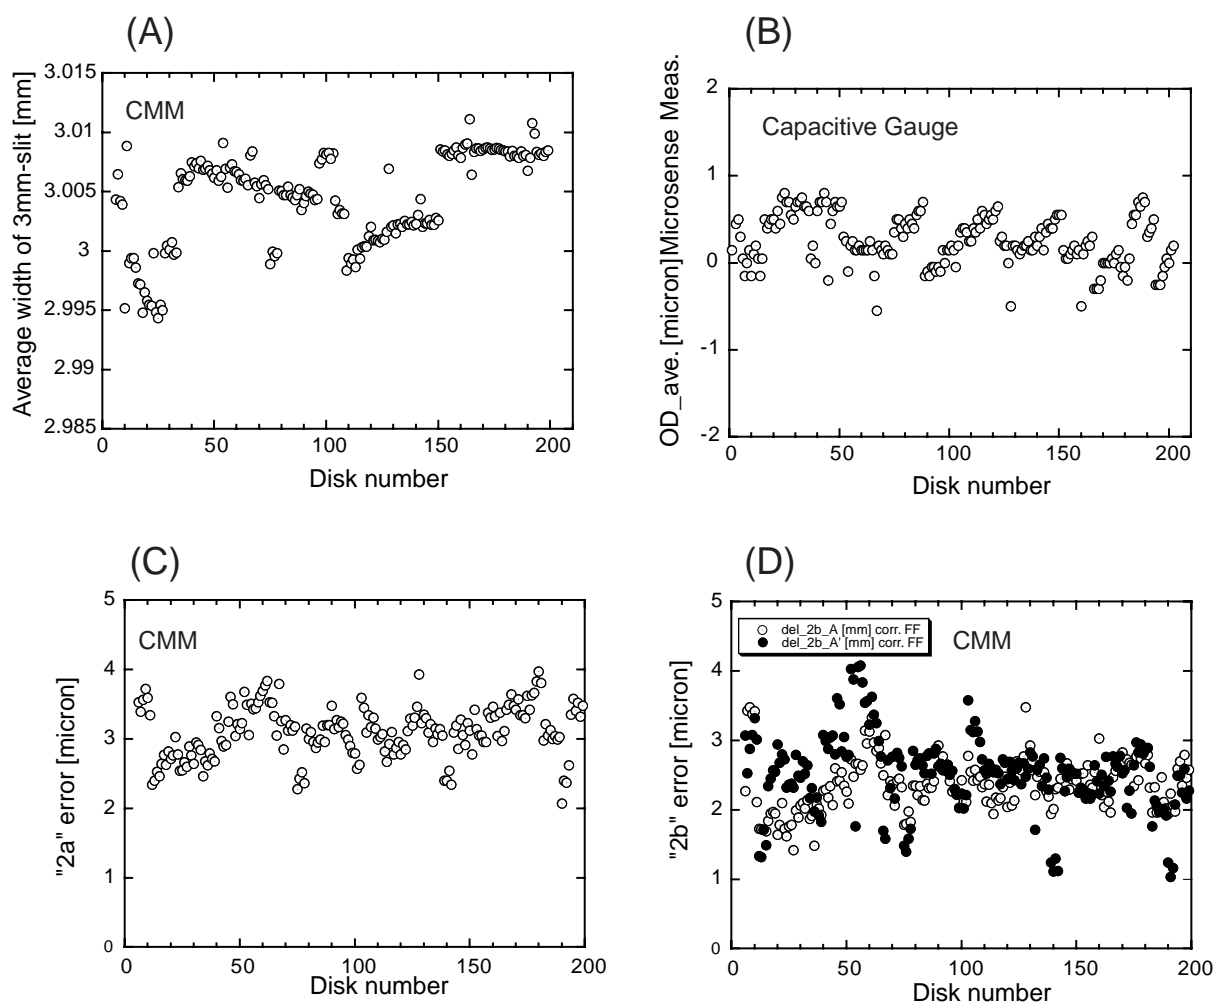 (A)
Average width of 3mm-slit [mm]
3.015
3.01
3.005
3
2.995
2.99
2.985
CMM
0 50 100 150 200
Disk number
(B)
OD_ave. [micron]Microsense Meas.
2
1
0
-1
-2
Capacitive Gauge
0 50 100 150 200
Disk number
(C)
"2a" error [micron]
5
4
3
2
1
0
CMM
0 50 100 150 200
Disk number
(D)
"2b" error [micron]
5
4
3
2
1
0
del_2b_A [mm] corr. FF
del_2b_A' [mm] corr. FF
CMM
0 50 100 150 200
Disk number